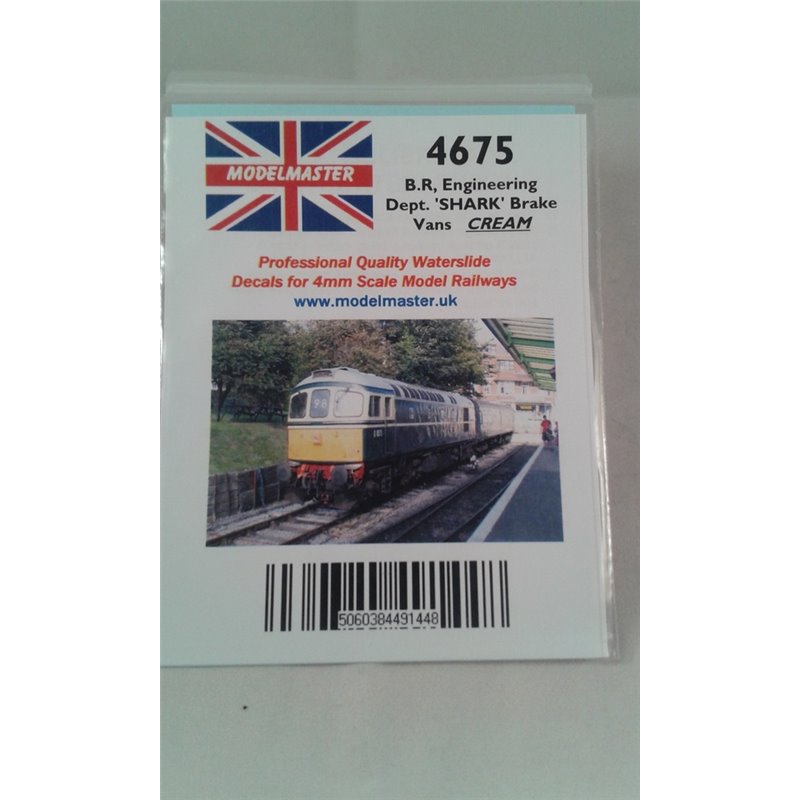 MODELMASTER
4675
B.R, Engineering
Dept. 'SHARK' Brake
Vans CREAM
Professional Quality Waterslide
Decals for 4mm Scale Model Railways
www.modelmaster.uk
98
5060384491448